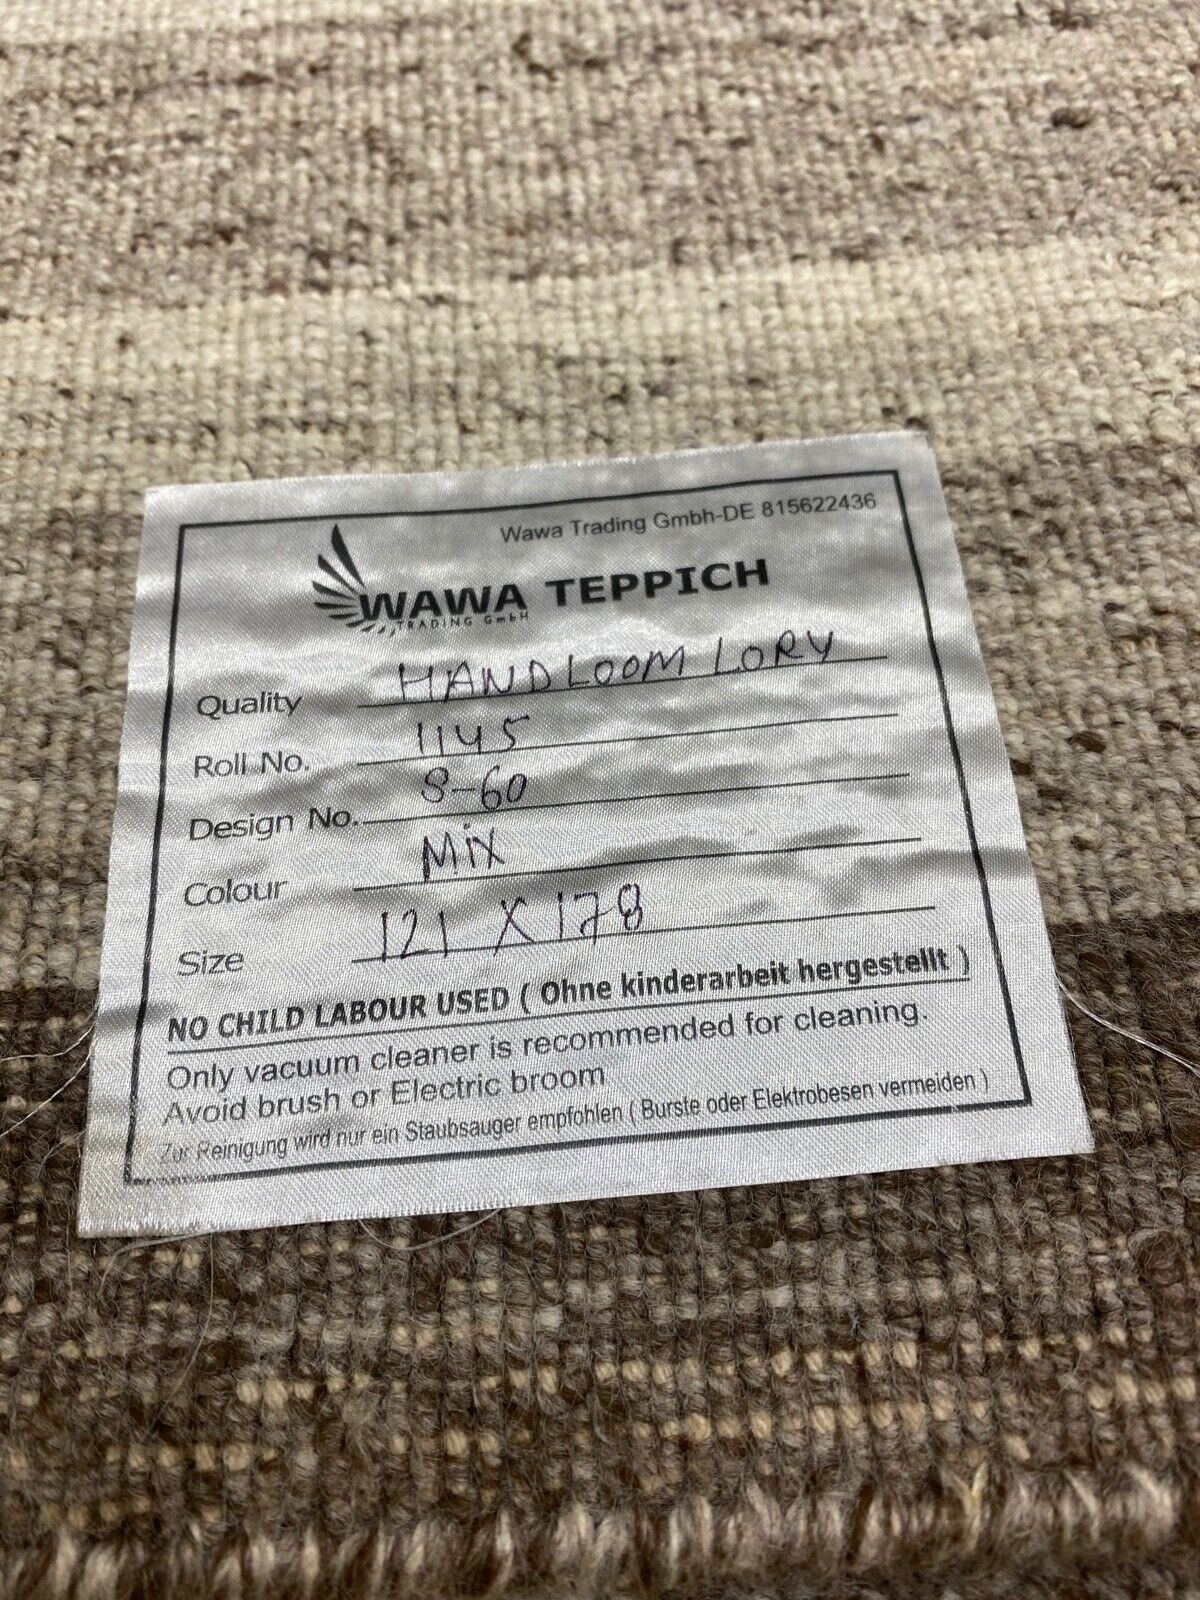 Wawa Trading Gmbh-DE 815622436
WAWA TEPPICH
TRADING GmbH
Quality HANDLOOM LORY
Roll No. 1145
Design No. S-60
Colour Mix
Size 121 X 178
NO CHILD LABOUR USED ( Ohne kinderarbeit hergestellt )
Only vacuum cleaner is recommended for cleaning.
Avoid brush or Electric broom
Zur Reinigung wird nur ein Staubsauger empfohlen ( Burste oder Elektrobesen vermeiden )